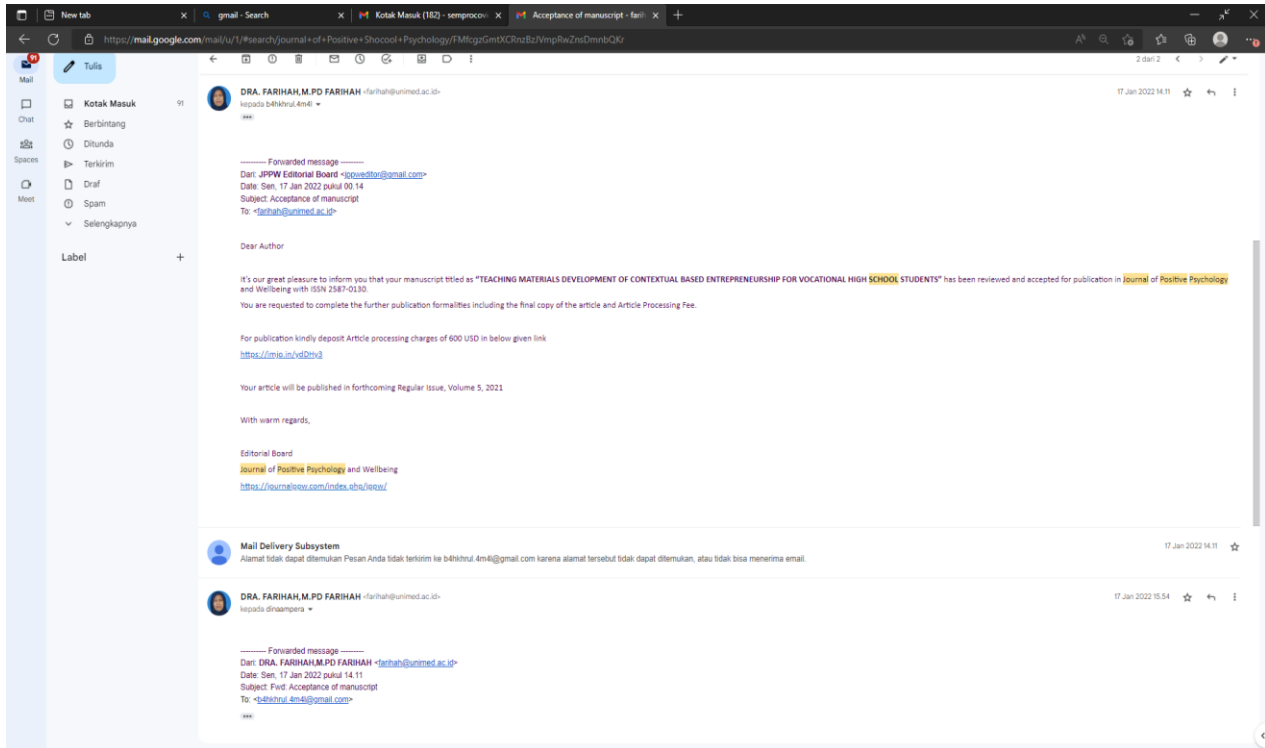 New tab
gmail - Search
Kotak Masuk (182) - semprocovi
Acceptance of manuscript - farih
https://mail.google.com/mail/u/1/#search/journal+of+Positive+Shocool+Psychology/FMfcgzGmtXCRnzBzJVmpRwZnsDmnbQKr
91
Mail
Chat
Spaces
Meet
Tulis
Kotak Masuk 91
Berbintang
Ditunda
Terkirim
Draf
Spam
Selengkapnya
Label +
2 dari 2
DRA. FARIHAH,M.PD FARIHAH <farihah@unimed.ac.id> 17 Jan 2022 14.11
kepada b4hkhrul.4m4l
---------- Forwarded message ---------
Dari: JPPW Editorial Board <jppweditor@gmail.com>
Date: Sen, 17 Jan 2022 pukul 00.14
Subject: Acceptance of manuscript
To: <farihah@unimed.ac.id>
Dear Author
It's our great pleasure to inform you that your manuscript titled as "TEACHING MATERIALS DEVELOPMENT OF CONTEXTUAL BASED ENTREPRENEURSHIP FOR VOCATIONAL HIGH SCHOOL STUDENTS" has been reviewed and accepted for publication in Journal of Positive Psychology
and Wellbeing with ISSN 2587-0130.
You are requested to complete the further publication formalities including the final copy of the article and Article Processing Fee.
For publication kindly deposit Article processing charges of 600 USD in below given link
https://imjo.in/ydDHy3
Your article will be published in forthcoming Regular Issue, Volume 5, 2021
With warm regards,
Editorial Board
Journal of Positive Psychology and Wellbeing
https://journalppw.com/index.php/jppw/
Mail Delivery Subsystem 17 Jan 2022 14.11
Alamat tidak dapat ditemukan Pesan Anda tidak terkirim ke b4hkhrul.4m4l@gmail.com karena alamat tersebut tidak dapat ditemukan, atau tidak bisa menerima email.
DRA. FARIHAH,M.PD FARIHAH <farihah@unimed.ac.id> 17 Jan 2022 15.54
kepada dinaampera
---------- Forwarded message ---------
Dari: DRA. FARIHAH,M.PD FARIHAH <farihah@unimed.ac.id>
Date: Sen, 17 Jan 2022 pukul 14.11
Subject: Fwd: Acceptance of manuscript
To: <b4hkhrul.4m4l@gmail.com>